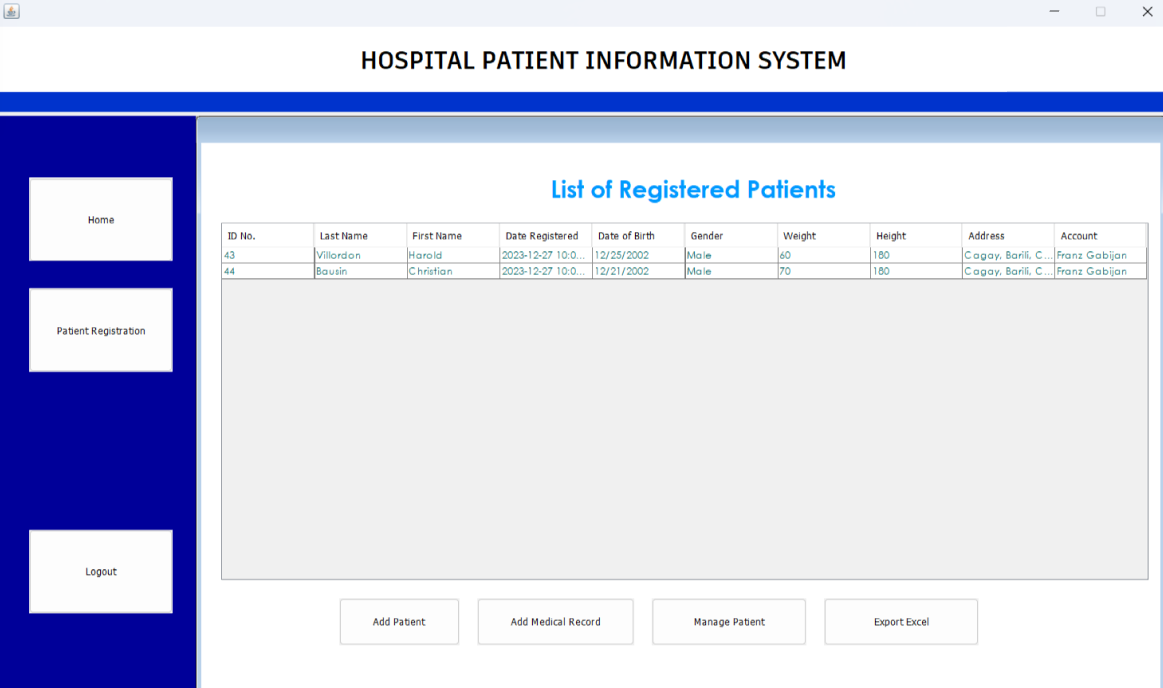 HOSPITAL PATIENT INFORMATION SYSTEM
Home
Patient Registration
Logout
List of Registered Patients
ID No. Last Name First Name Date Registered Date of Birth Gender Weight Height Address Account
43 Villordon Harold 2023-12-27 10:0... 12/25/2002 Male 60 180 Cagay, Barili, C... Franz Gabijan
44 Bausin Christian 2023-12-27 10:0... 12/21/2002 Male 70 180 Cagay, Barili, C... Franz Gabijan
Add Patient Add Medical Record Manage Patient Export Excel